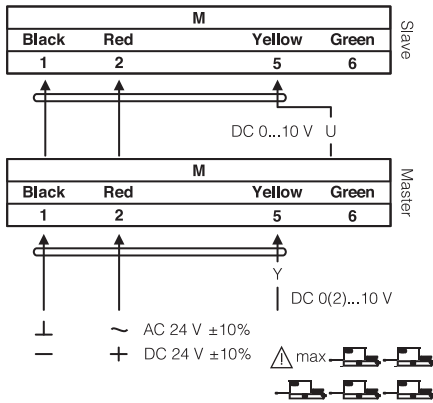 M
Black Red Yellow Green
1 2 5 6
Slave
DC 0...10 V U
M
Black Red Yellow Green
1 2 5 6
Master
Y
DC 0(2)...10 V
⊥ ~ AC 24 V ±10%
− + DC 24 V ±10%
⚠ max